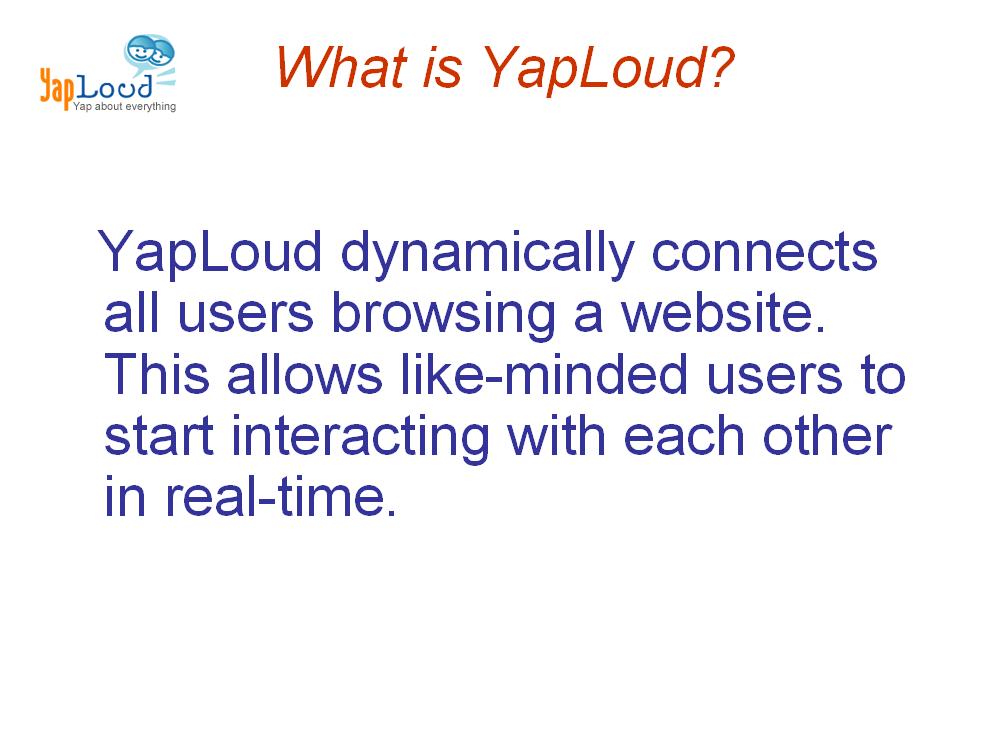 YapLoud
Yap about everything
What is YapLoud?
YapLoud dynamically connects
all users browsing a website.
This allows like-minded users to
start interacting with each other
in real-time.